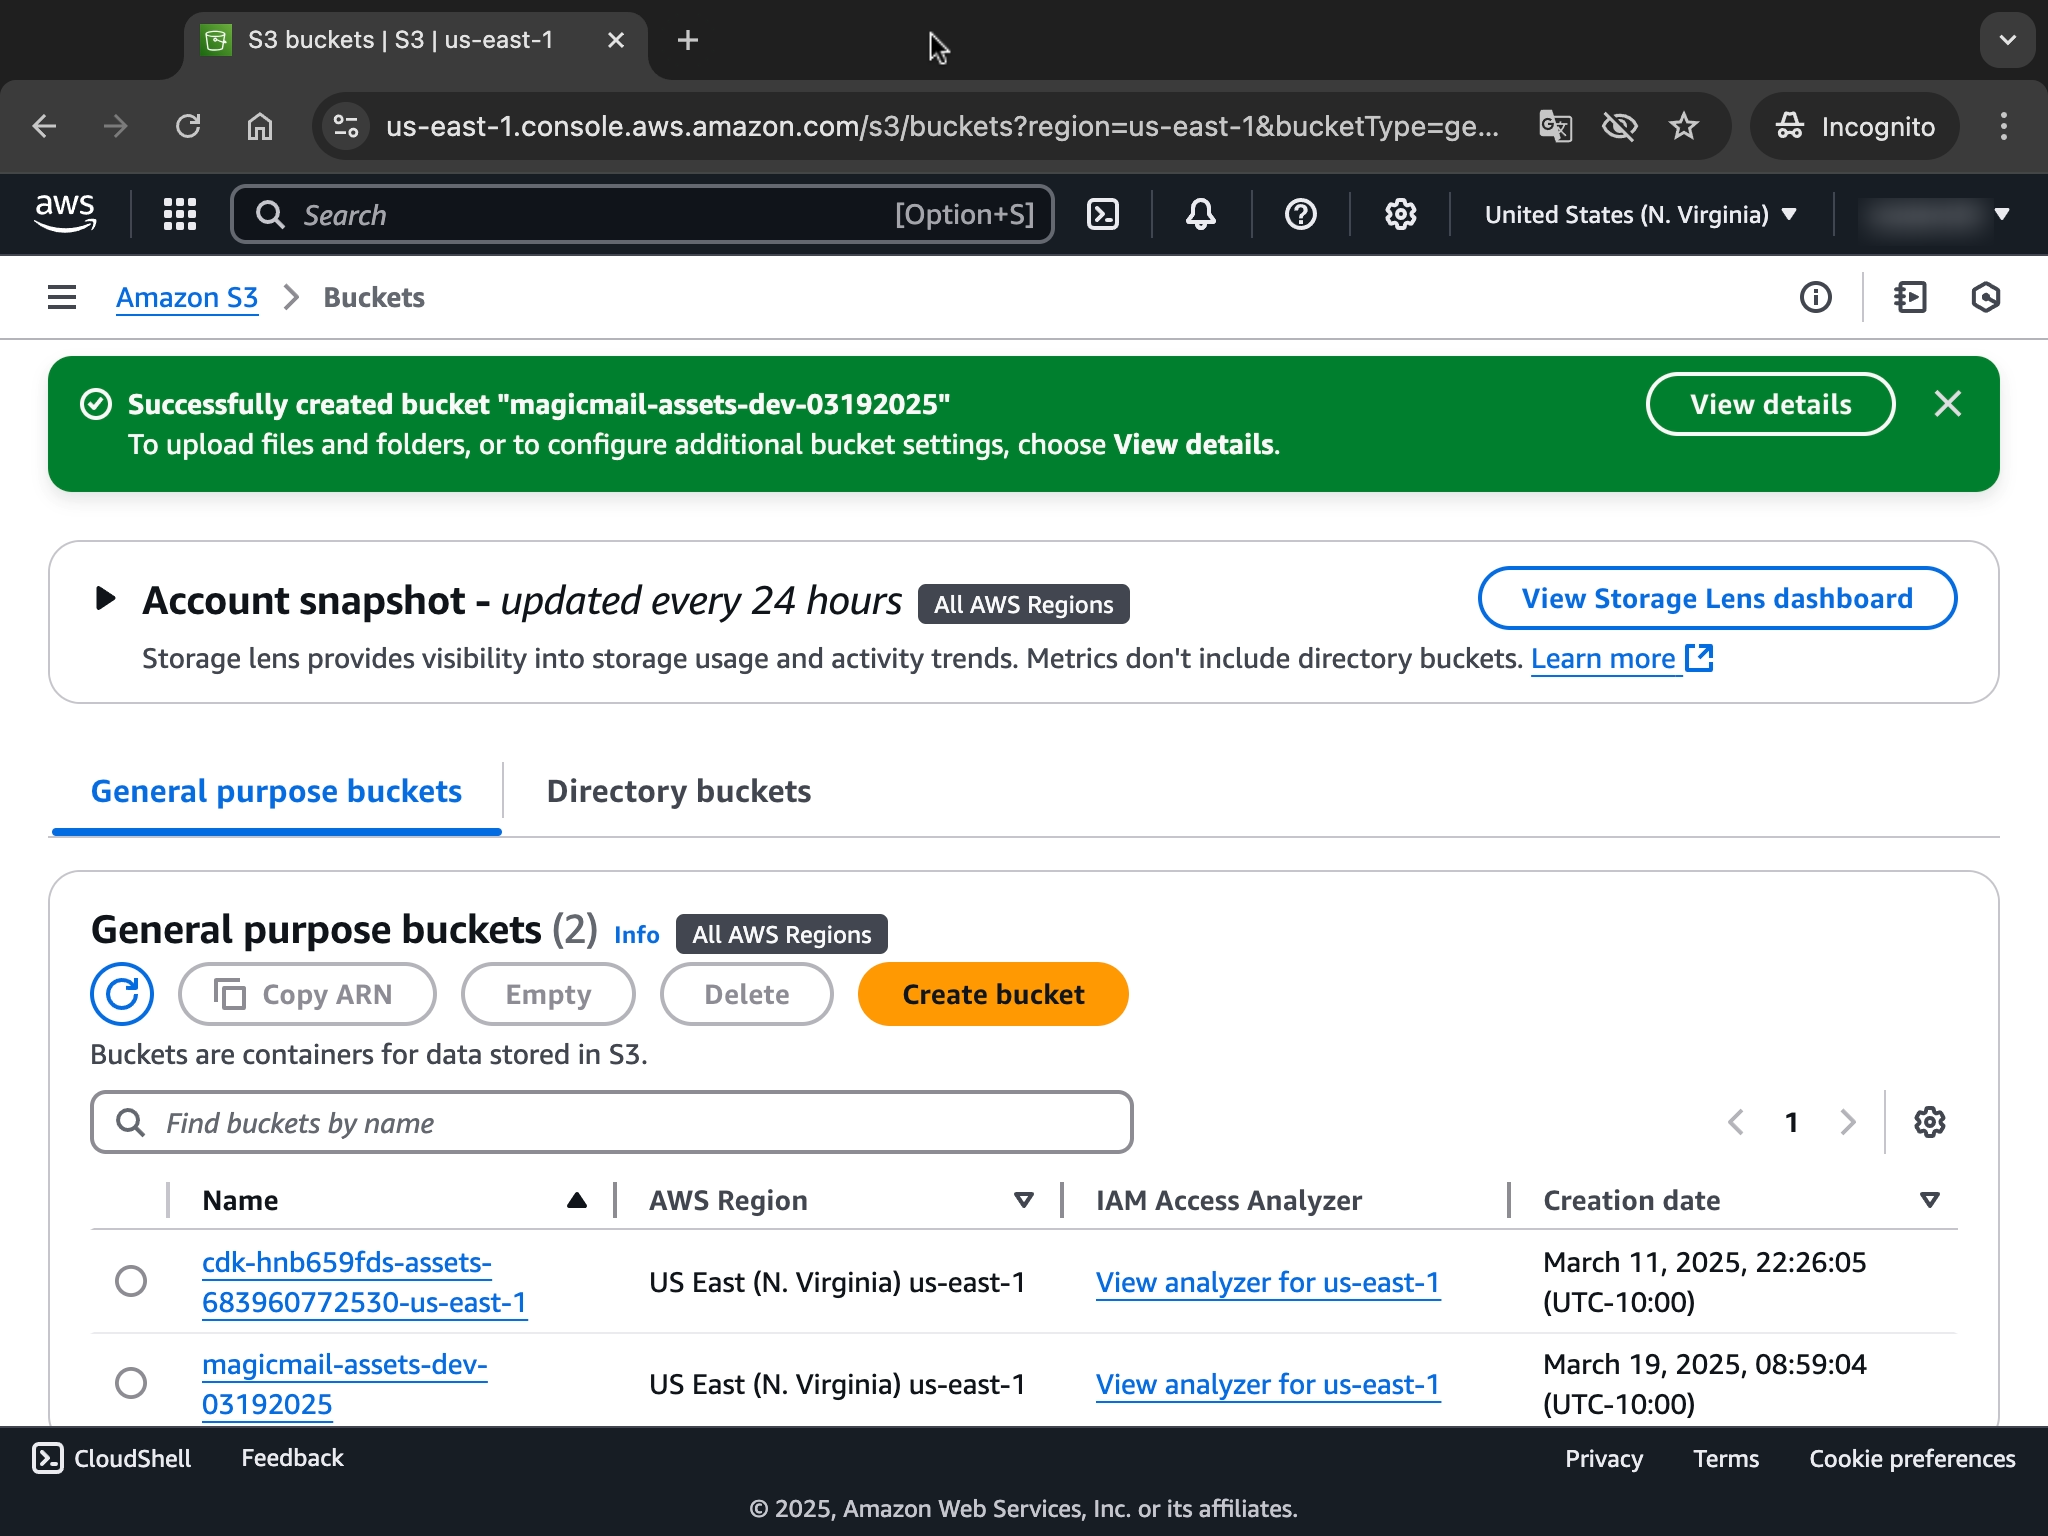 S3 buckets | S3 | us-east-1
us-east-1.console.aws.amazon.com/s3/buckets?region=us-east-1&bucketType=ge...
Incognito
aws
Search
[Option+S]
United States (N. Virginia)
Amazon S3
Buckets
Successfully created bucket "magicmail-assets-dev-03192025"
To upload files and folders, or to configure additional bucket settings, choose View details.
View details
Account snapshot - updated every 24 hours
All AWS Regions
View Storage Lens dashboard
Storage lens provides visibility into storage usage and activity trends. Metrics don't include directory buckets. Learn more
General purpose buckets
Directory buckets
General purpose buckets (2)
Info
All AWS Regions
Copy ARN
Empty
Delete
Create bucket
Buckets are containers for data stored in S3.
Find buckets by name
1
Name
AWS Region
IAM Access Analyzer
Creation date
cdk-hnb659fds-assets-
683960772530-us-east-1
US East (N. Virginia) us-east-1
View analyzer for us-east-1
March 11, 2025, 22:26:05
(UTC-10:00)
magicmail-assets-dev-
03192025
US East (N. Virginia) us-east-1
View analyzer for us-east-1
March 19, 2025, 08:59:04
(UTC-10:00)
CloudShell
Feedback
Privacy
Terms
Cookie preferences
© 2025, Amazon Web Services, Inc. or its affiliates.